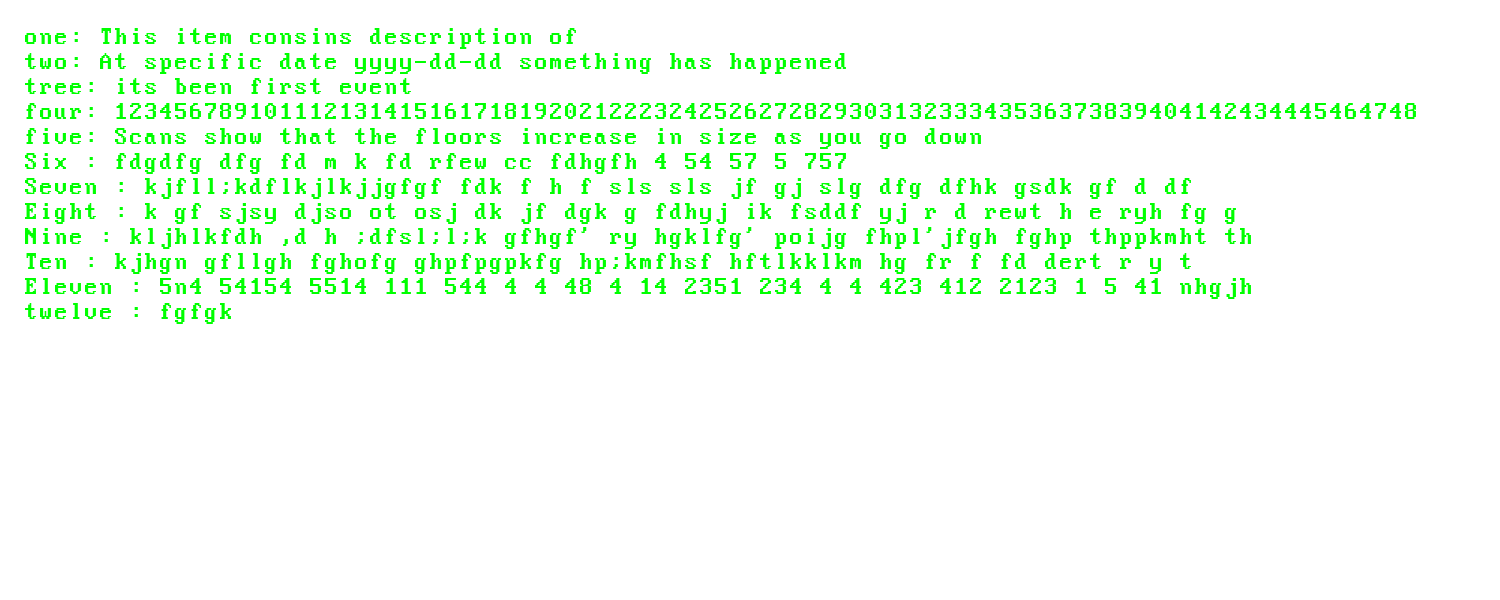 one: This item consins description of
two: At specific date yyyy-dd-dd something has happened
tree: its been first event
four: 123456789101112131415161718192021222324252627282930313233343536373839404142434445464748
five: Scans show that the floors increase in size as you go down
Six : fdgdfg dfg fd m k fd rfew cc fdhgfh 4 54 57 5 757
Seven : kjfll;kdflkjlkjjgfgf fdk f h f sls sls jf gj slg dfg dfhk gsdk gf d df
Eight : k gf sjsy djso ot osj dk jf dgk g fdhyj ik fsddf yj r d rewt h e ryh fg g
Nine : kljhlkfdh ,d h ;dfsl;l;k gfhgf' ry hgklfg' poijg fhpl'jfgh fghp thppkmht th
Ten : kjhgn gfllgh fghofg ghpfpgpkfg hp;kmfhsf hftlkklkm hg fr f fd dert r y t
Eleven : 5n4 54154 5514 111 544 4 4 48 4 14 2351 234 4 4 423 412 2123 1 5 41 nhgjh
twelve : fgfgk